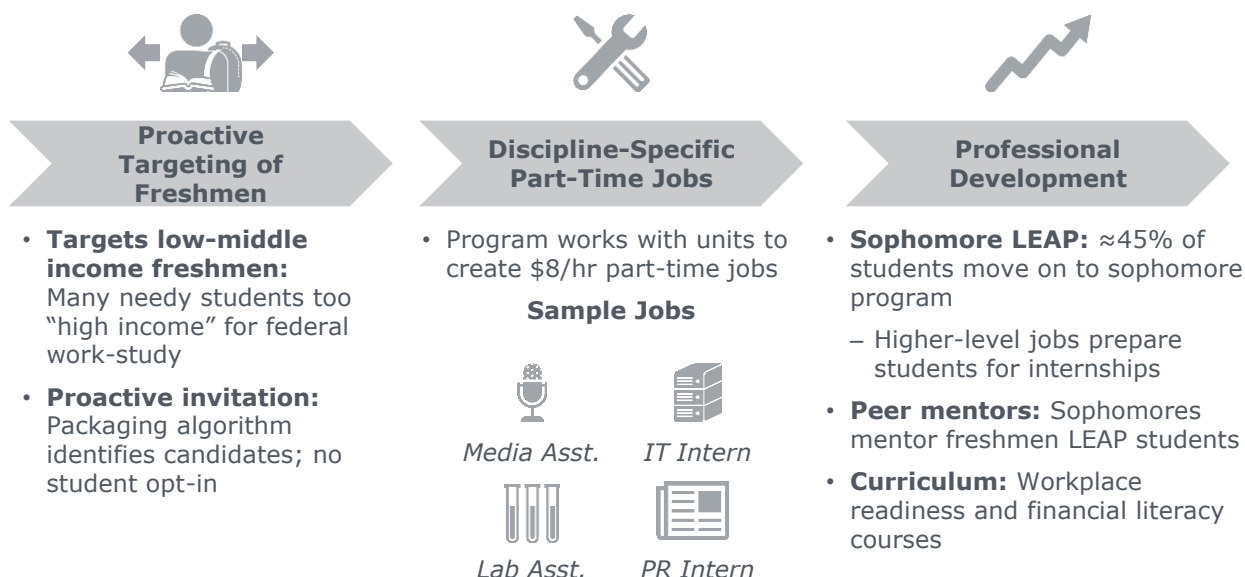 Proactive
Targeting of
Freshmen
• Targets low-middle
income freshmen:
Many needy students too
“high income” for federal
work-study
• Proactive invitation:
Packaging algorithm
identifies candidates; no
student opt-in
Discipline-Specific
Part-Time Jobs
• Program works with units to
create $8/hr part-time jobs
Sample Jobs
Media Asst.
IT Intern
Lab Asst.
PR Intern
Professional
Development
• Sophomore LEAP: ≈45% of
students move on to sophomore
program
– Higher-level jobs prepare
students for internships
• Peer mentors: Sophomores
mentor freshmen LEAP students
• Curriculum: Workplace
readiness and financial literacy
courses